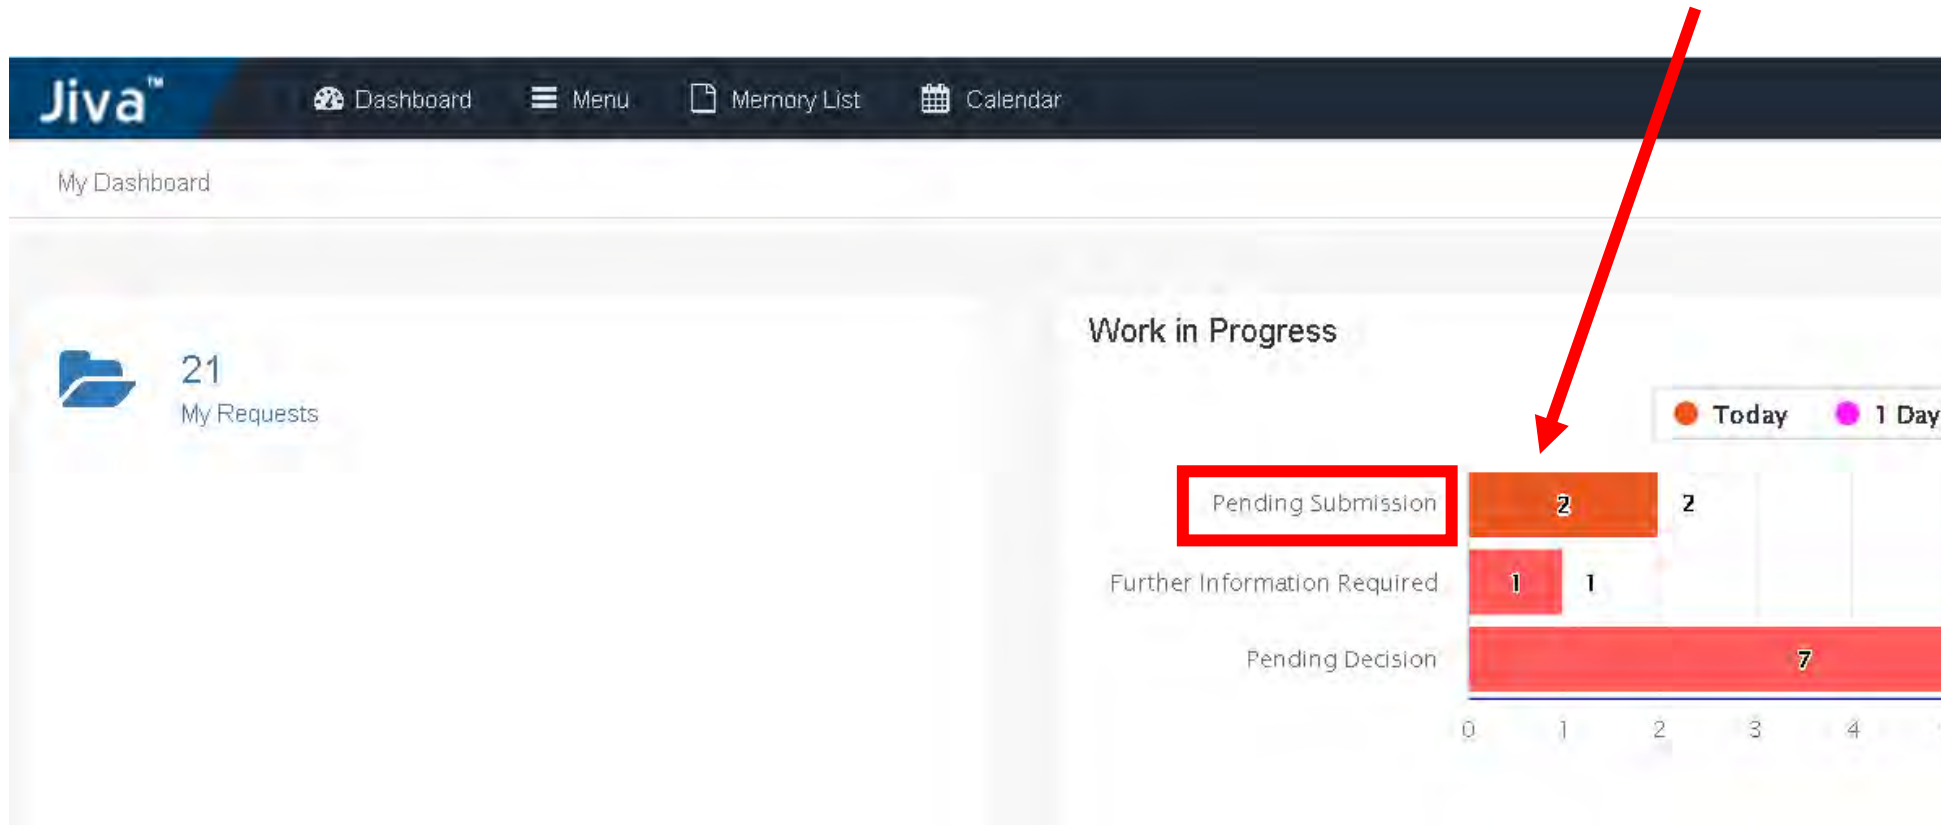 Jiva™
Dashboard Menu Memory List Calendar
My Dashboard
21
My Requests
Work in Progress
Today 1 Day
Pending Submission 2 2
Further Information Required 1 1
Pending Decision 7
0 1 2 3 4